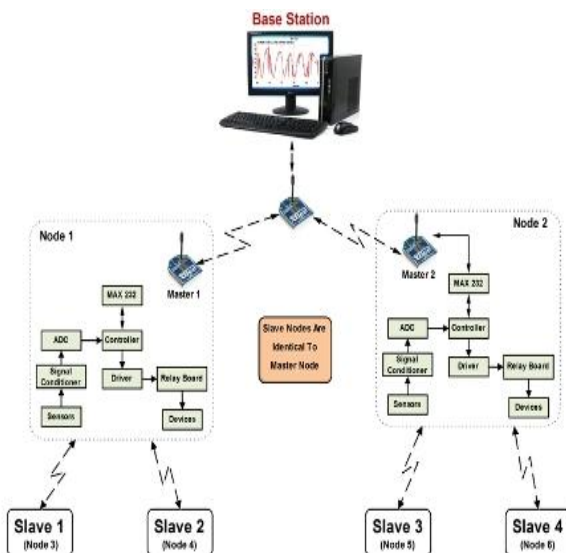 Base Station
Node 1
Master 1
MAX 232
ADC
Controller
Signal
Conditioner
Driver
Relay Board
Sensors
Devices
Slave Nodes Are
Identical To
Master Node
Node 2
Master 2
MAX 232
ADC
Controller
Signal
Conditioner
Driver
Relay Board
Sensors
Devices
Slave 1
(Node 3)
Slave 2
(Node 4)
Slave 3
(Node 5)
Slave 4
(Node 6)